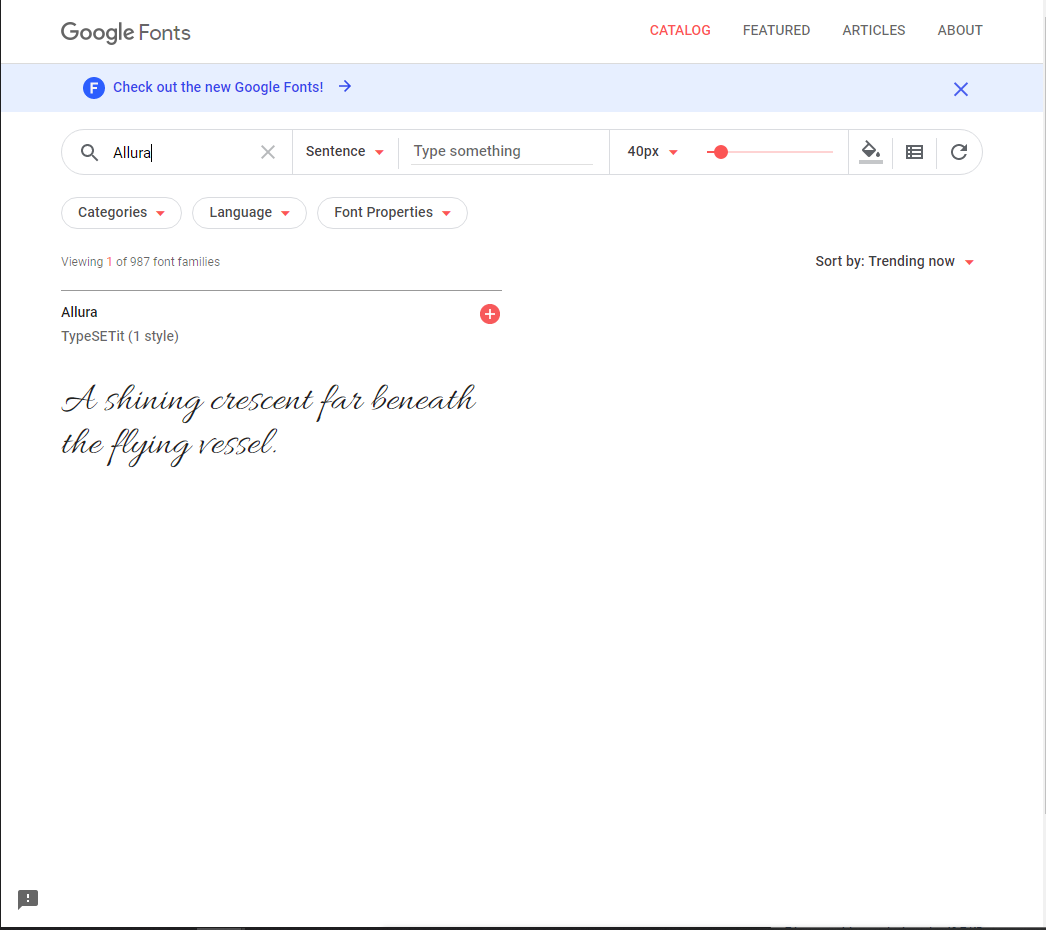 Google Fonts
CATALOG FEATURED ARTICLES ABOUT
F Check out the new Google Fonts!
Allura Sentence Type something 40px
Categories Language Font Properties
Viewing 1 of 987 font families Sort by: Trending now
Allura
TypeSETit (1 style)
A shining crescent far beneath
the flying vessel.